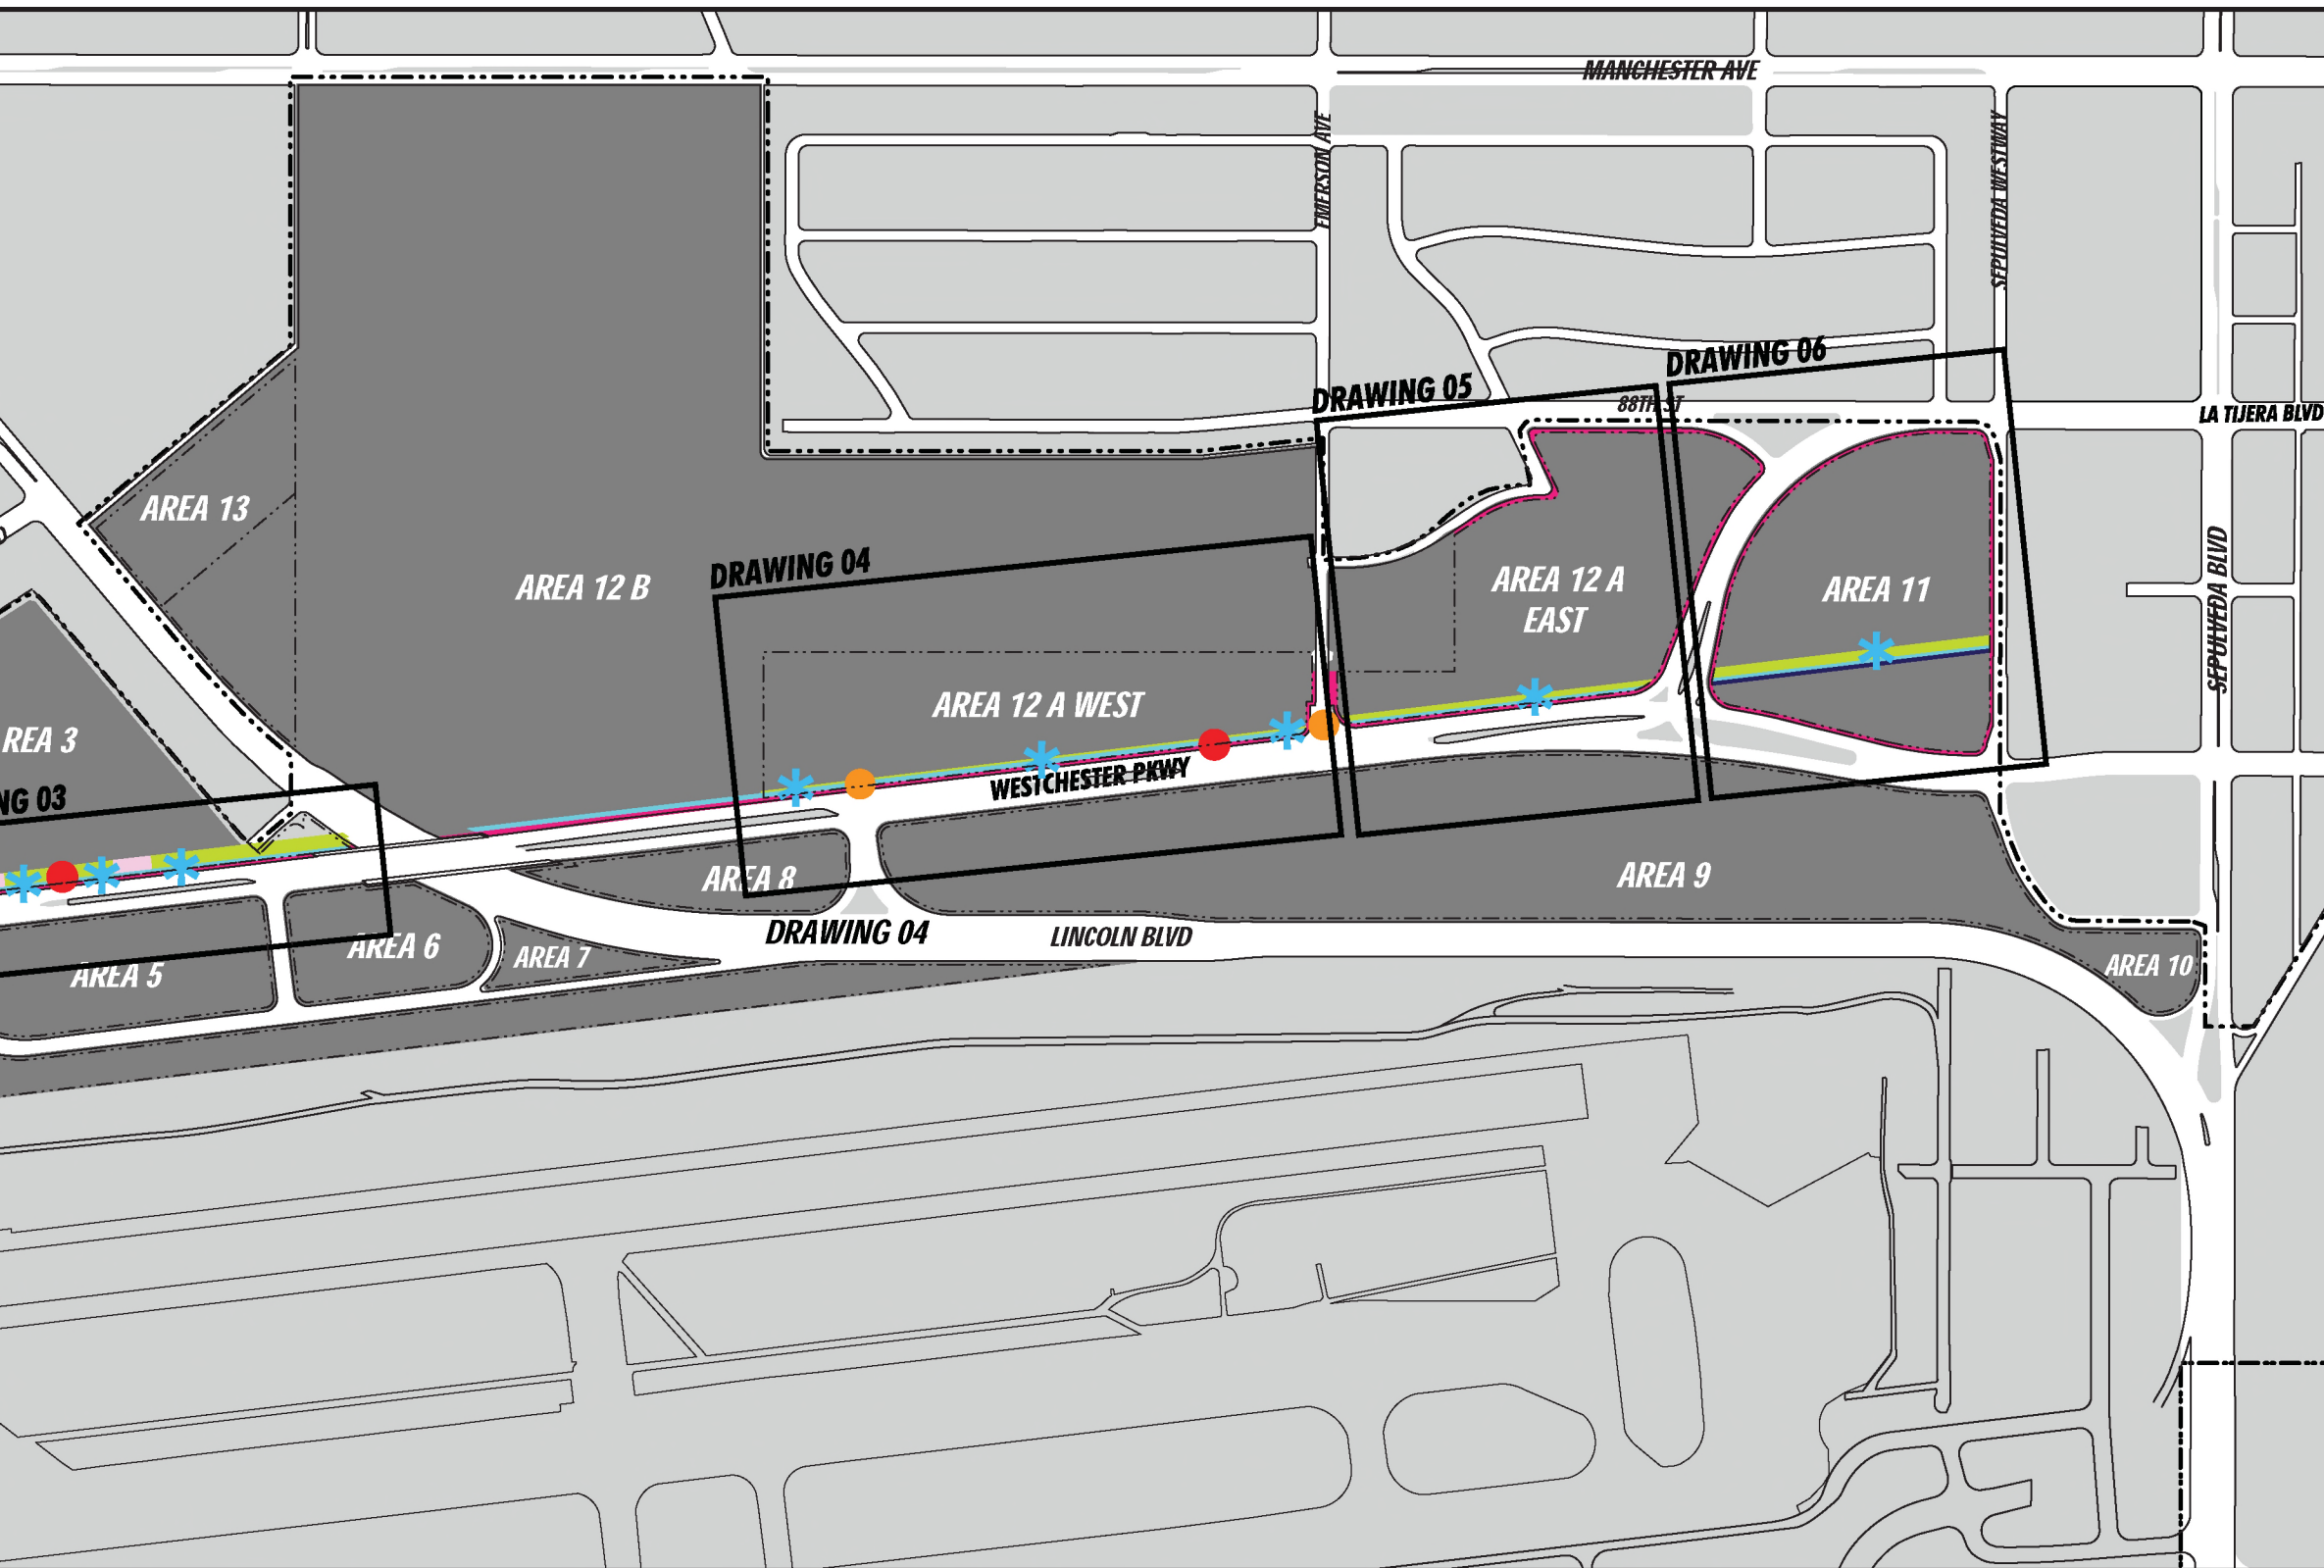 MANCHESTER AVE
EMERSON AVE
SEPULVEDA WESTWAY
DRAWING 06
DRAWING 05
88TH ST
LA TIJERA BLVD
AREA 13
DRAWING 04
AREA 12 B
AREA 12 A
EAST
AREA 11
SEPULVEDA BLVD
AREA 12 A WEST
REA 3
WESTCHESTER PKWY
NG 03
AREA 8
AREA 9
DRAWING 04
LINCOLN BLVD
AREA 6
AREA 7
AREA 5
AREA 10